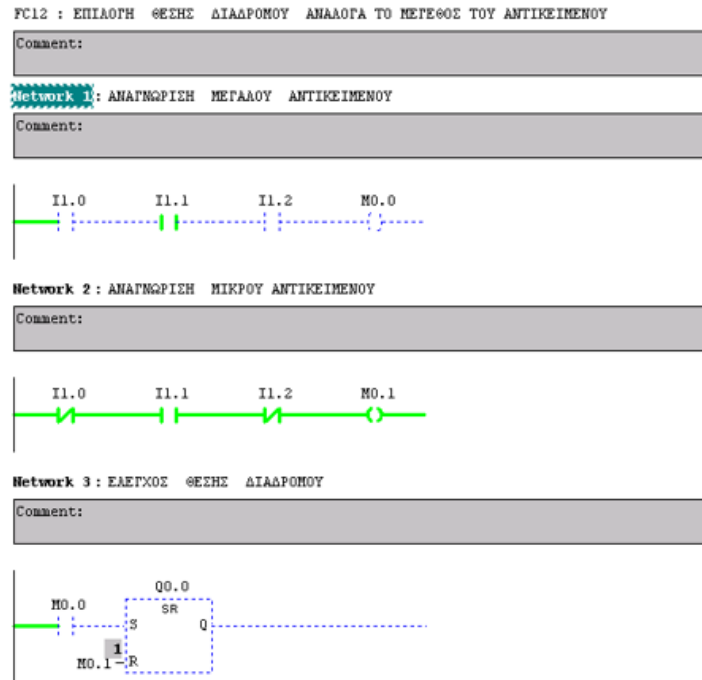 FC12 : ΕΠΙΛΟΓΗ ΘΕΣΗΣ ΔΙΑΔΡΟΜΟΥ ΑΝΑΛΟΓΑ ΤΟ ΜΕΓΕΘΟΣ ΤΟΥ ΑΝΤΙΚΕΙΜΕΝΟΥ
Comment:
Network 1 : ΑΝΑΓΝΩΡΙΣΗ ΜΕΓΑΛΟΥ ΑΝΤΙΚΕΙΜΕΝΟΥ
Comment:
I1.0 I1.1 I1.2 M0.0
Network 2 : ΑΝΑΓΝΩΡΙΣΗ ΜΙΚΡΟΥ ΑΝΤΙΚΕΙΜΕΝΟΥ
Comment:
I1.0 I1.1 I1.2 M0.1
Network 3 : ΕΛΕΓΧΟΣ ΘΕΣΗΣ ΔΙΑΔΡΟΜΟΥ
Comment:
Q0.0
M0.0 SR
S Q
1
M0.1 R